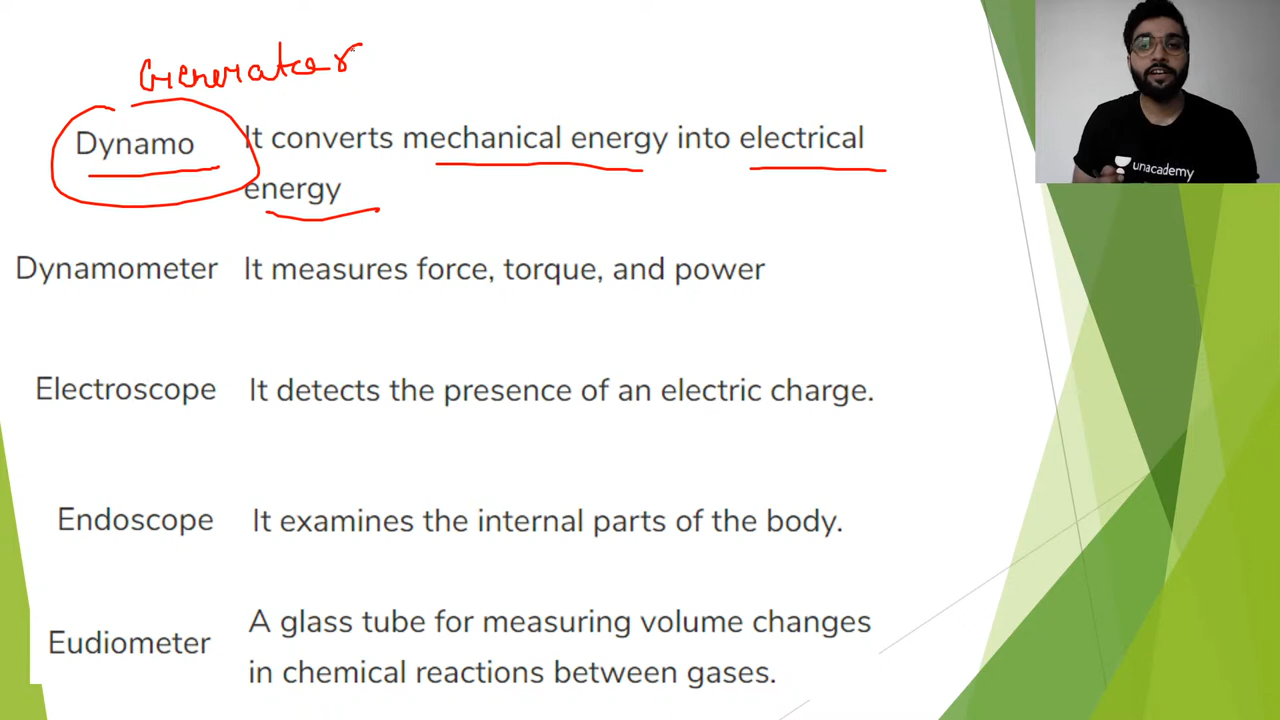 Generator
Dynamo It converts mechanical energy into electrical
energy
Dynamometer It measures force, torque, and power
Electroscope It detects the presence of an electric charge.
Endoscope It examines the internal parts of the body.
Eudiometer A glass tube for measuring volume changes
in chemical reactions between gases.
unacademy